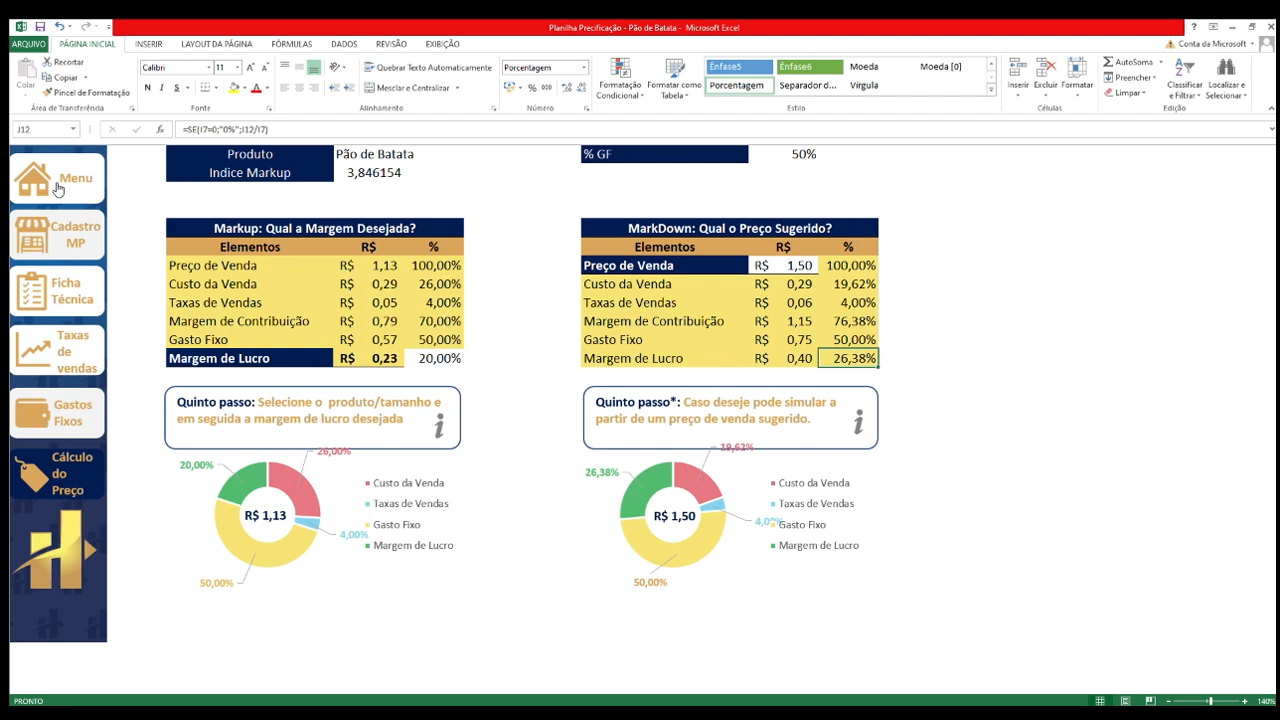 Planilha Precificação - Pão de Batata - Microsoft Excel
ARQUIVO PÁGINA INICIAL INSERIR LAYOUT DA PÁGINA FÓRMULAS DADOS REVISÃO EXIBIÇÃO Conta da Microsoft
Colar
Recortar
Copiar
Pincel de Formatação
Área de Transferência
Calibri 11
N I S
Fonte
Quebrar Texto Automaticamente
Mesclar e Centralizar
Alinhamento
Porcentagem
% 000
Número
Formatação Condicional
Formatar como Tabela
Ênfase5 Ênfase6 Moeda Moeda [0]
Porcentagem Separador d... Vírgula
Estilo
Inserir Excluir Formatar
Células
AutoSoma
Preencher
Limpar
Classificar e Filtrar
Localizar e Selecionar
Edição
J12 fx =SE(I7=0;"0%";I12/I7)
Menu
Cadastro
MP
Ficha
Técnica
Taxas
de
vendas
Gastos
Fixos
Cálculo
do
Preço
Produto Pão de Batata
Indice Markup 3,846154
% GF 50%
Markup: Qual a Margem Desejada?
Elementos R$ %
Preço de Venda R$ 1,13 100,00%
Custo da Venda R$ 0,29 26,00%
Taxas de Vendas R$ 0,05 4,00%
Margem de Contribuição R$ 0,79 70,00%
Gasto Fixo R$ 0,57 50,00%
Margem de Lucro R$ 0,23 20,00%
MarkDown: Qual o Preço Sugerido?
Elementos R$ %
Preço de Venda R$ 1,50 100,00%
Custo da Venda R$ 0,29 19,62%
Taxas de Vendas R$ 0,06 4,00%
Margem de Contribuição R$ 1,15 76,38%
Gasto Fixo R$ 0,75 50,00%
Margem de Lucro R$ 0,40 26,38%
Quinto passo: Selecione o produto/tamanho e
em seguida a margem de lucro desejada
i
Quinto passo*: Caso deseje pode simular a
partir de um preço de venda sugerido.
i
26,00%
20,00%
R$ 1,13
4,00%
50,00%
Custo da Venda
Taxas de Vendas
Gasto Fixo
Margem de Lucro
19,62%
26,38%
R$ 1,50
50,00%
Custo da Venda
Taxas de Vendas
Gasto Fixo
Margem de Lucro
PRONTO 140%